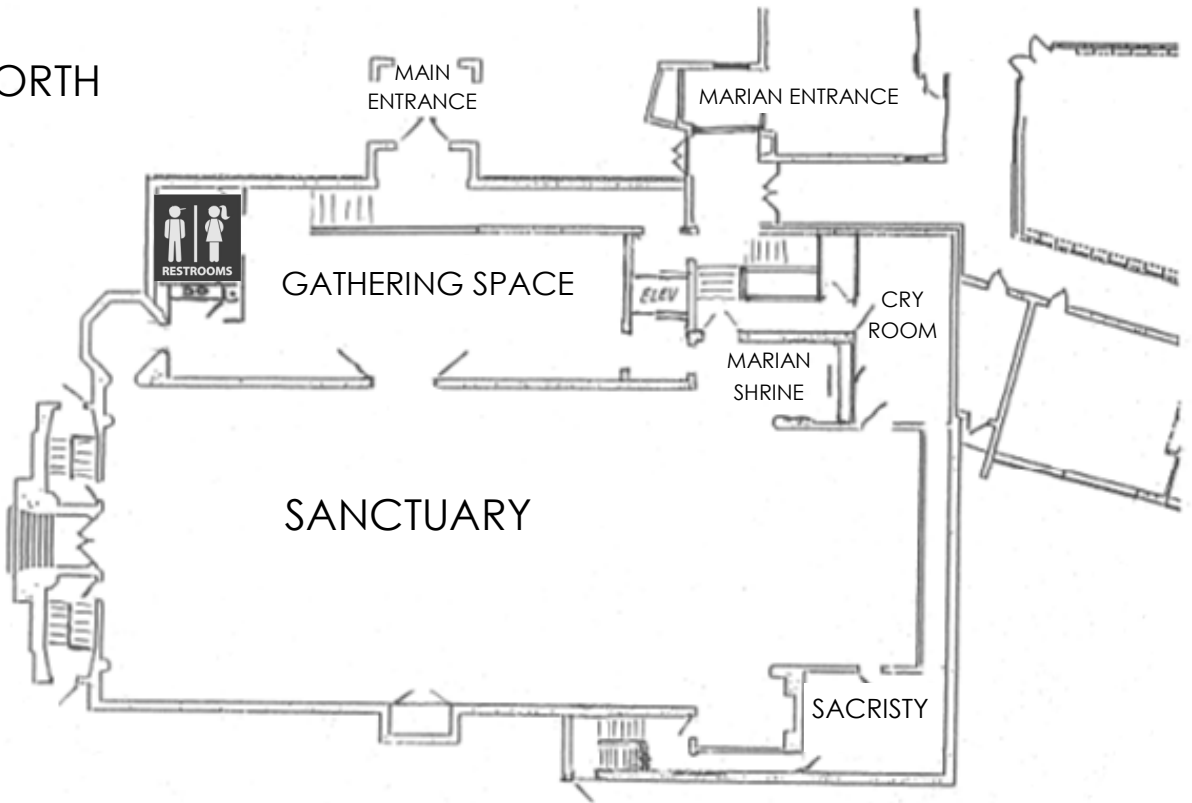 ORTH
MAIN
ENTRANCE
MARIAN ENTRANCE
RESTROOMS
GATHERING SPACE
ELEV
CRY
ROOM
MARIAN
SHRINE
SANCTUARY
SACRISTY